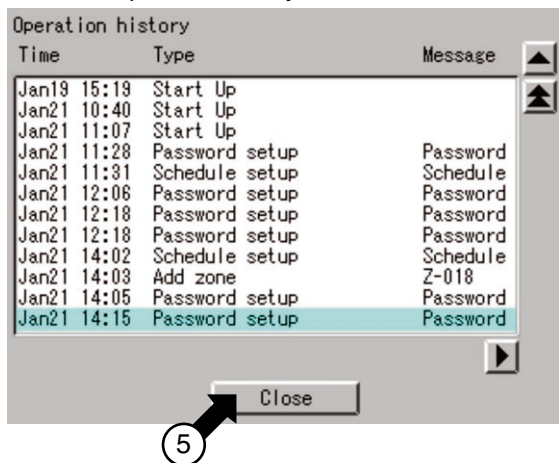 Operation history
Time Type Message
Jan19 15:19 Start Up
Jan21 10:40 Start Up
Jan21 11:07 Start Up
Jan21 11:28 Password setup Password
Jan21 11:31 Schedule setup Schedule
Jan21 12:06 Password setup Password
Jan21 12:18 Password setup Password
Jan21 12:18 Password setup Password
Jan21 14:02 Schedule setup Schedule
Jan21 14:03 Add zone Z-018
Jan21 14:05 Password setup Password
Jan21 14:15 Password setup Password
Close
5